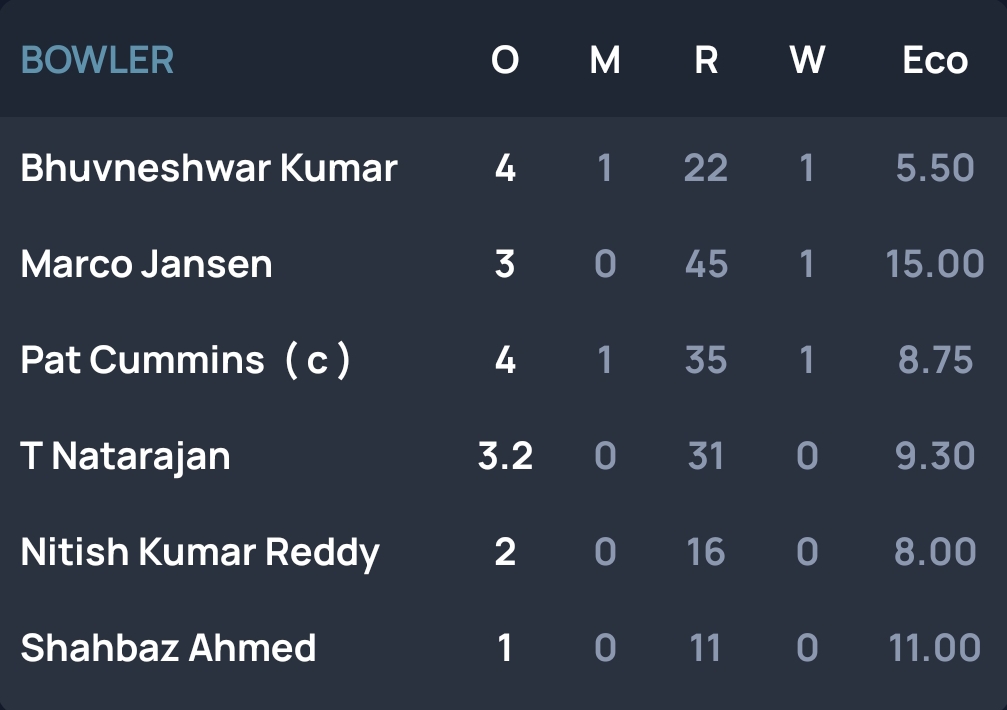 BOWLER O M R W Eco
Bhuvneshwar Kumar 4 1 22 1 5.50
Marco Jansen 3 0 45 1 15.00
Pat Cummins ( c ) 4 1 35 1 8.75
T Natarajan 3.2 0 31 0 9.30
Nitish Kumar Reddy 2 0 16 0 8.00
Shahbaz Ahmed 1 0 11 0 11.00